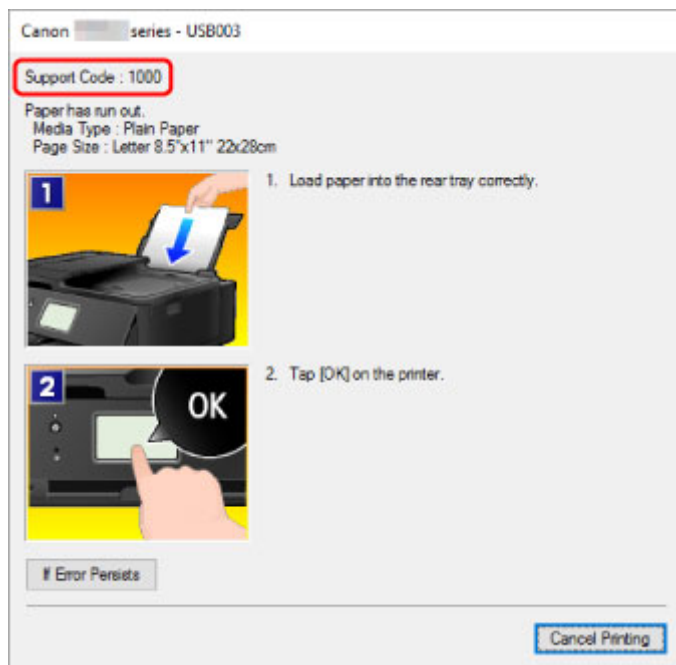 Canon series - USB003
Support Code : 1000
Paper has run out.
Media Type : Plain Paper
Page Size : Letter 8.5"x11" 22x28cm
1
1. Load paper into the rear tray correctly.
2
OK
2. Tap [OK] on the printer.
If Error Persists
Cancel Printing